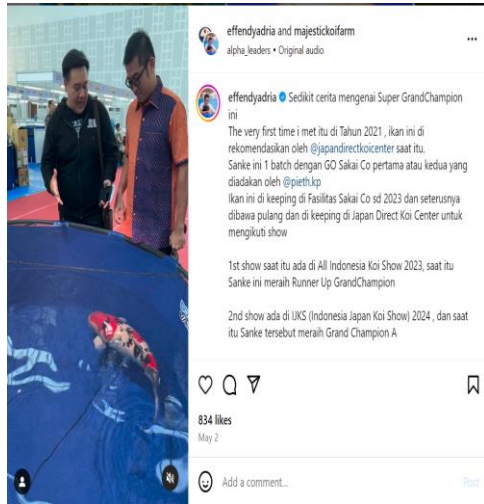 effendyadria and majestickoifarm
alpha_leaders • Original audio
effendyadria Sedikit cerita mengenai Super GrandChampion
ini
The very first time i met itu di Tahun 2021 , ikan ini di
rekomendasikan oleh @japandirectkoicenter saat itu.
Sanke ini 1 batch dengan GO Sakai Co pertama atau kedua yang
diadakan oleh @pieth.kp
Ikan ini di keeping di Fasilitas Sakai Co sd 2023 dan seterusnya
dibawa pulang dan di keeping di Japan Direct Koi Center untuk
mengikuti show
1st show saat itu ada di All Indonesia Koi Show 2023, saat itu
Sanke ini meraih Runner Up GrandChampion
2nd show ada di UKS (Indonesia Japan Koi Show) 2024 , dan saat
itu Sanke tersebut meraih Grand Champion A
834 likes
May 2
Add a comment...
Post